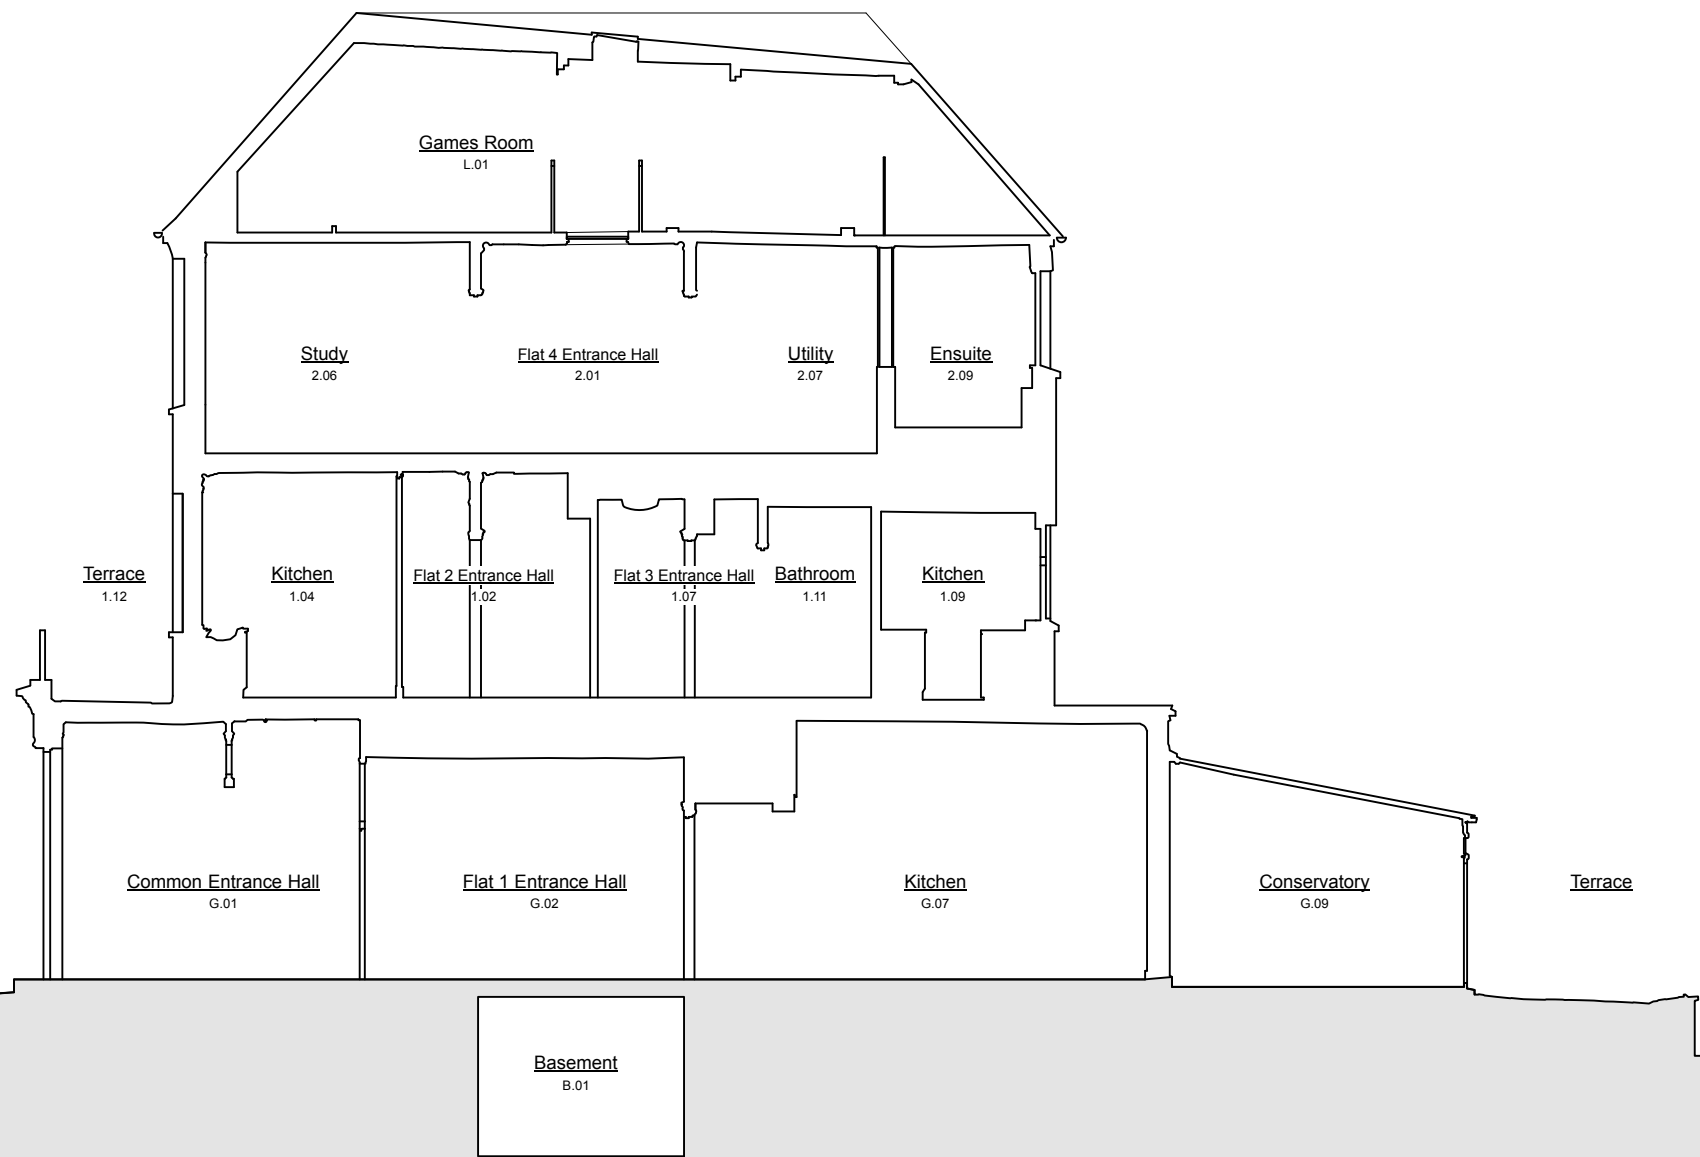 Games Room
L.01
Study
2.06
Flat 4 Entrance Hall
2.01
Utility
2.07
Ensuite
2.09
Terrace
1.12
Kitchen
1.04
Flat 2 Entrance Hall
1.02
Flat 3 Entrance Hall
1.07
Bathroom
1.11
Kitchen
1.09
Common Entrance Hall
G.01
Flat 1 Entrance Hall
G.02
Kitchen
G.07
Conservatory
G.09
Terrace
Basement
B.01